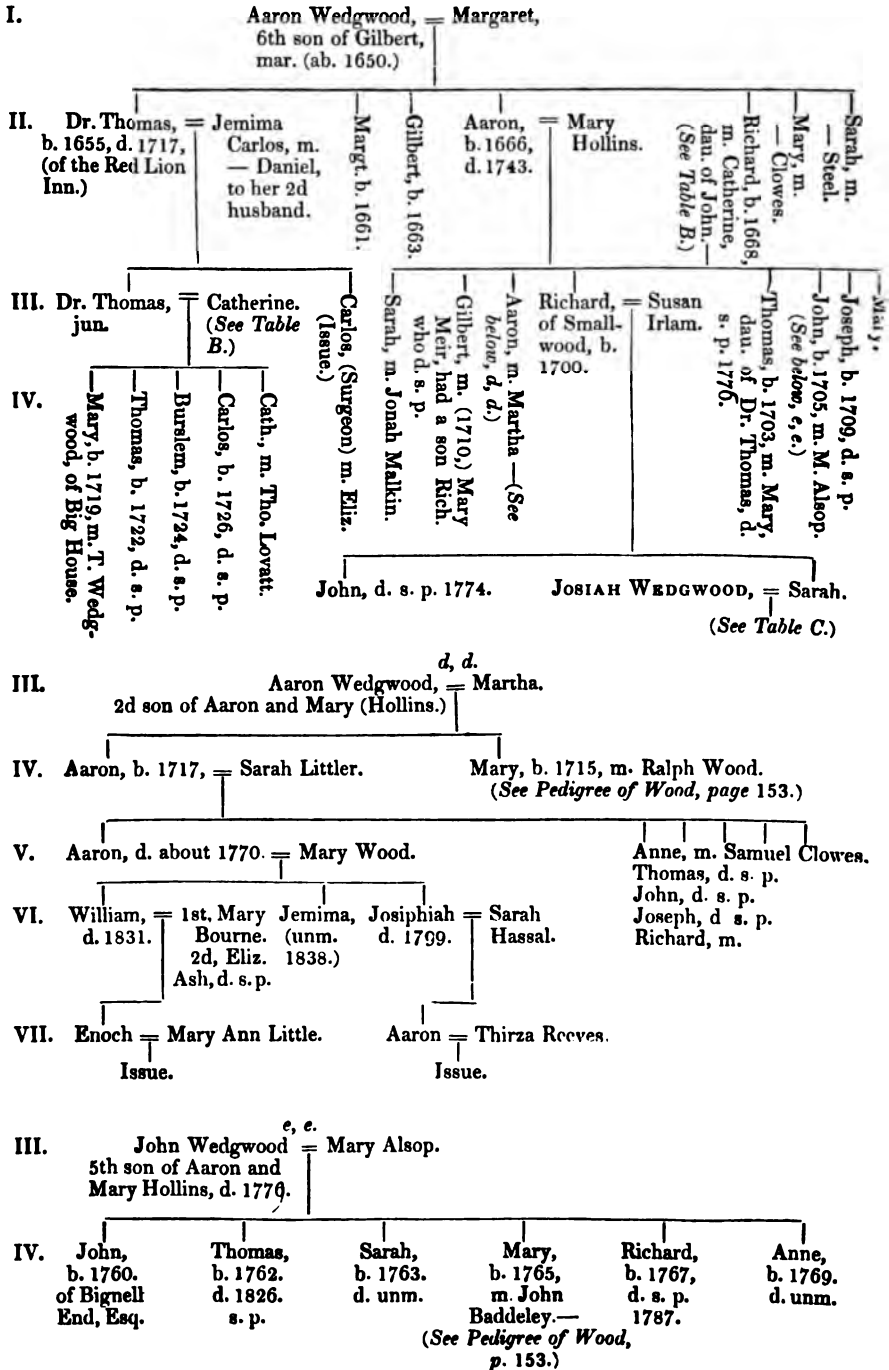 I. Aaron Wedgwood, = Margaret,
6th son of Gilbert,
mar. (ab. 1650.)
II. Dr. Thomas, = Jemima
b. 1655, d. 1717, Carlos, m.
(of the Red Lion — Daniel,
Inn.) to her 2d
husband.
Margt. b. 1661.
Gilbert, b. 1663.
Aaron, = Mary
b. 1666, Hollins.
d. 1743.
Richard, b. 1668,
m. Catherine,
dau. of John.—
(See Table B.)
Mary, m.
— Clowes.
Sarah, m.
— Steel.
III. Dr. Thomas, = Catherine.
jun. (See Table
B.)
Carlos, (Surgeon) m. Eliz.
(Issue.)
Sarah, m. Jonah Malkin.
Gilbert, m. (1710,) Mary
Meir, had a son Rich.
who d. s. p.
Aaron, m. Martha —(See
below, d, d.)
Richard, = Susan
of Small- Irlam.
wood, b.
1700.
Thomas, b. 1703, m. Mary,
dau. of Dr. Thomas, d.
s. p. 1776.
John, b. 1705, m. M. Alsop.
(See below, e, e.)
Joseph, b. 1709, d. s. p.
Mary.
IV.
Mary, b. 1719, m. T. Wedg-
wood, of Big House.
Thomas, b. 1722, d. s. p.
Burslem, b. 1724, d. s. p.
Carlos, b. 1726, d. s. p.
Cath., m. Tho. Lovatt.
John, d. s. p. 1774. JOSIAH WEDGWOOD, = Sarah.
(See Table C.)
d, d.
III. Aaron Wedgwood, = Martha.
2d son of Aaron and Mary (Hollins.)
IV. Aaron, b. 1717, = Sarah Littler. Mary, b. 1715, m. Ralph Wood.
(See Pedigree of Wood, page 153.)
V. Aaron, d. about 1770. = Mary Wood. Anne, m. Samuel Clowes.
Thomas, d. s. p.
John, d. s. p.
Joseph, d s. p.
Richard, m.
VI. William, = 1st, Mary Jemima, Josiphiah = Sarah
d. 1831. Bourne. (unm. d. 1799. Hassal.
2d, Eliz. 1838.)
Ash, d. s. p.
VII. Enoch = Mary Ann Little. Aaron = Thirza Reeves.
Issue. Issue.
e, e.
III. John Wedgwood = Mary Alsop.
5th son of Aaron and
Mary Hollins, d. 1779.
IV. John, Thomas, Sarah, Mary, Richard, Anne,
b. 1760. b. 1762. b. 1763. b. 1765, b. 1767, b. 1769.
of Bignell d. 1826. d. unm. m. John d. s. p. d. unm.
End, Esq. s. p. Baddeley.— 1787.
(See Pedigree of Wood,
p. 153.)